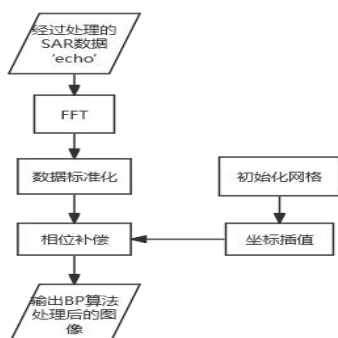 经过处理的
SAR数据
'echo'
FFT
数据标准化
初始化网格
相位补偿
坐标插值
输出BP算法
处理后的图
像